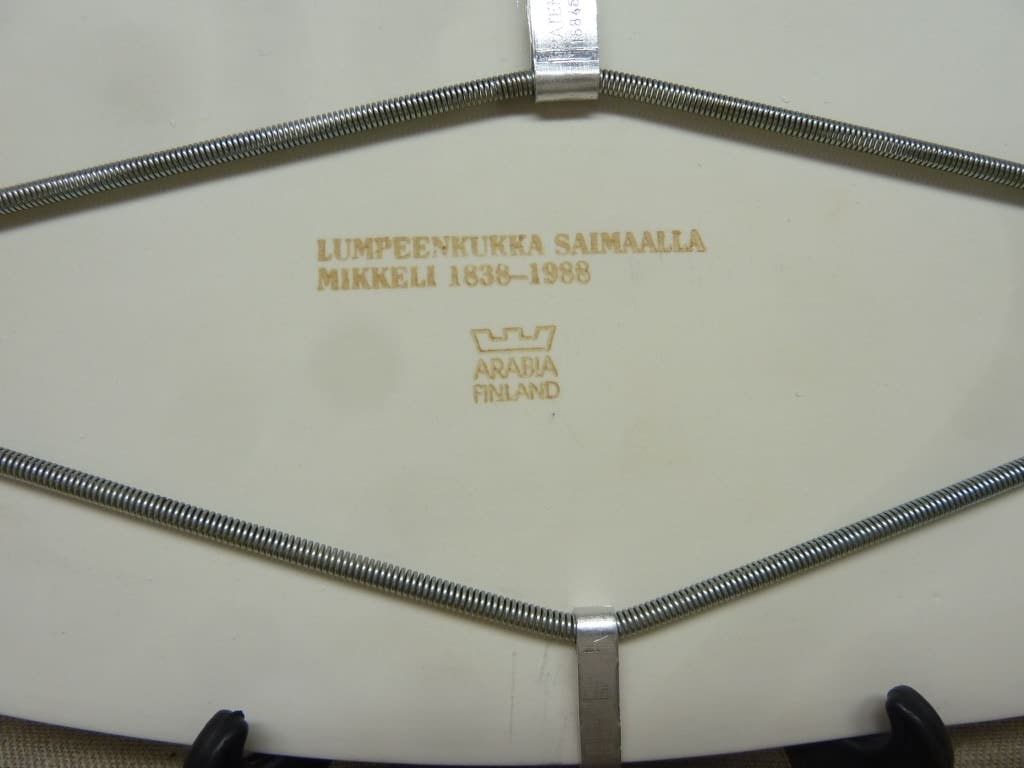 LUMPEENKUKKA SAIMAALLA
MIKKELI 1838–1988
ARABIA
FINLAND